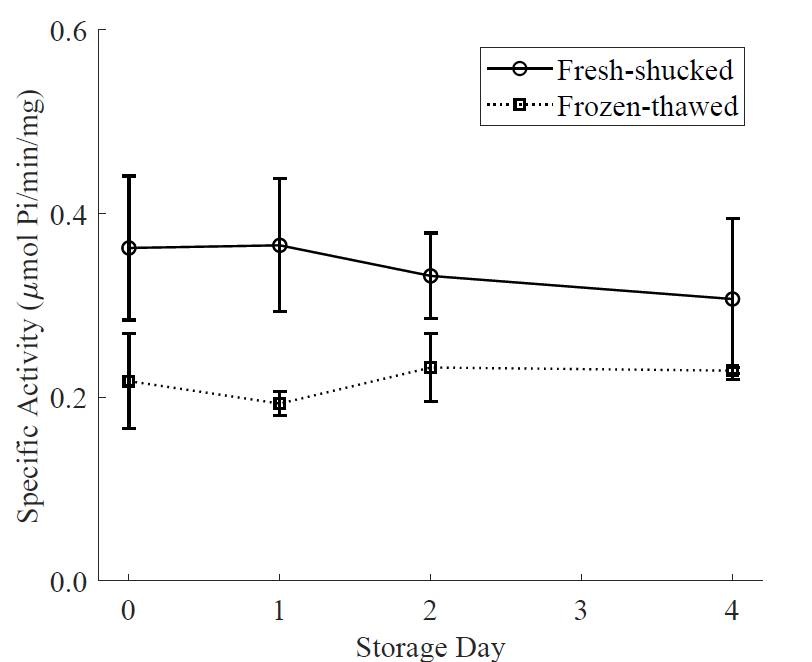 0.6
0.4
0.2
0.0
Specific Activity (μmol Pi/min/mg)
Fresh-shucked
Frozen-thawed
0 1 2 3 4
Storage Day